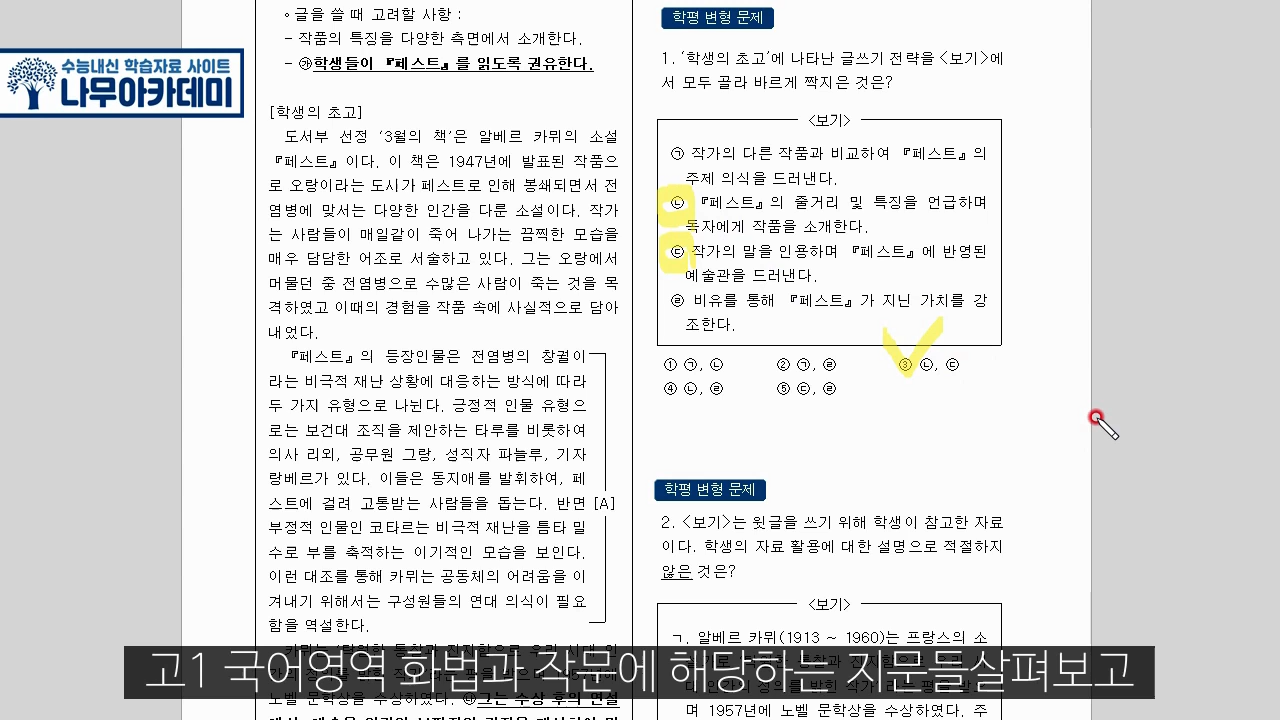 ◦글을 쓸 때 고려할 사항 :
- 작품의 특징을 다양한 측면에서 소개한다.
- ㉮학생들이 『페스트』를 읽도록 권유한다.
수능내신 학습자료 사이트
나무아카데미
[학생의 초고]
도서부 선정 '3월의 책'은 알베르 카뮈의 소설
『페스트』이다. 이 책은 1947년에 발표된 작품으
로 오랑이라는 도시가 페스트로 인해 봉쇄되면서 전
염병에 맞서는 다양한 인간을 다룬 소설이다. 작가
는 사람들이 매일같이 죽어 나가는 끔찍한 모습을
매우 담담한 어조로 서술하고 있다. 그는 오랑에서
머물던 중 전염병으로 수많은 사람이 죽는 것을 목
격하였고 이때의 경험을 작품 속에 사실적으로 담아
내었다.
『페스트』의 등장인물은 전염병의 창궐이
라는 비극적 재난 상황에 대응하는 방식에 따라
두 가지 유형으로 나뉜다. 긍정적 인물 유형으
로는 보건대 조직을 제안하는 타루를 비롯하여
의사 리외, 공무원 그랑, 성직자 파늘루, 기자
랑베르가 있다. 이들은 동지애를 발휘하여, 페
스트에 걸려 고통받는 사람들을 돕는다. 반면 [A]
부정적 인물인 코타르는 비극적 재난을 틈타 밀
수로 부를 축적하는 이기적인 모습을 보인다.
이런 대조를 통해 카뮈는 공동체의 어려움을 이
겨내기 위해서는 구성원들의 연대 의식이 필요
함을 역설한다.
학평 변형 문제
1. '학생의 초고'에 나타난 글쓰기 전략을 <보기>에
서 모두 골라 바르게 짝지은 것은?
<보기>
㉠ 작가의 다른 작품과 비교하여 『페스트』의
주제 의식을 드러낸다.
㉡ 『페스트』의 줄거리 및 특징을 언급하며
독자에게 작품을 소개한다.
㉢ 작가의 말을 인용하며 『페스트』에 반영된
예술관을 드러낸다.
㉣ 비유를 통해 『페스트』가 지닌 가치를 강
조한다.
① ㉠, ㉡ ② ㉠, ㉣ ③ ㉡, ㉢
④ ㉡, ㉣ ⑤ ㉢, ㉣
학평 변형 문제
2. <보기>는 윗글을 쓰기 위해 학생이 참고한 자료
이다. 학생의 자료 활용에 대한 설명으로 적절하지
않은 것은?
<보기>
ㄱ. 알베르 카뮈(1913 ~ 1960)는 프랑스의 소
며 1957년에 노벨 문학상을 수상하였다. 주
노벨 문학상을 수상하였다. ㉯그는 수상 후의 연설
고1 국어영역 화법과 작문에 해당하는 지문들살펴보고